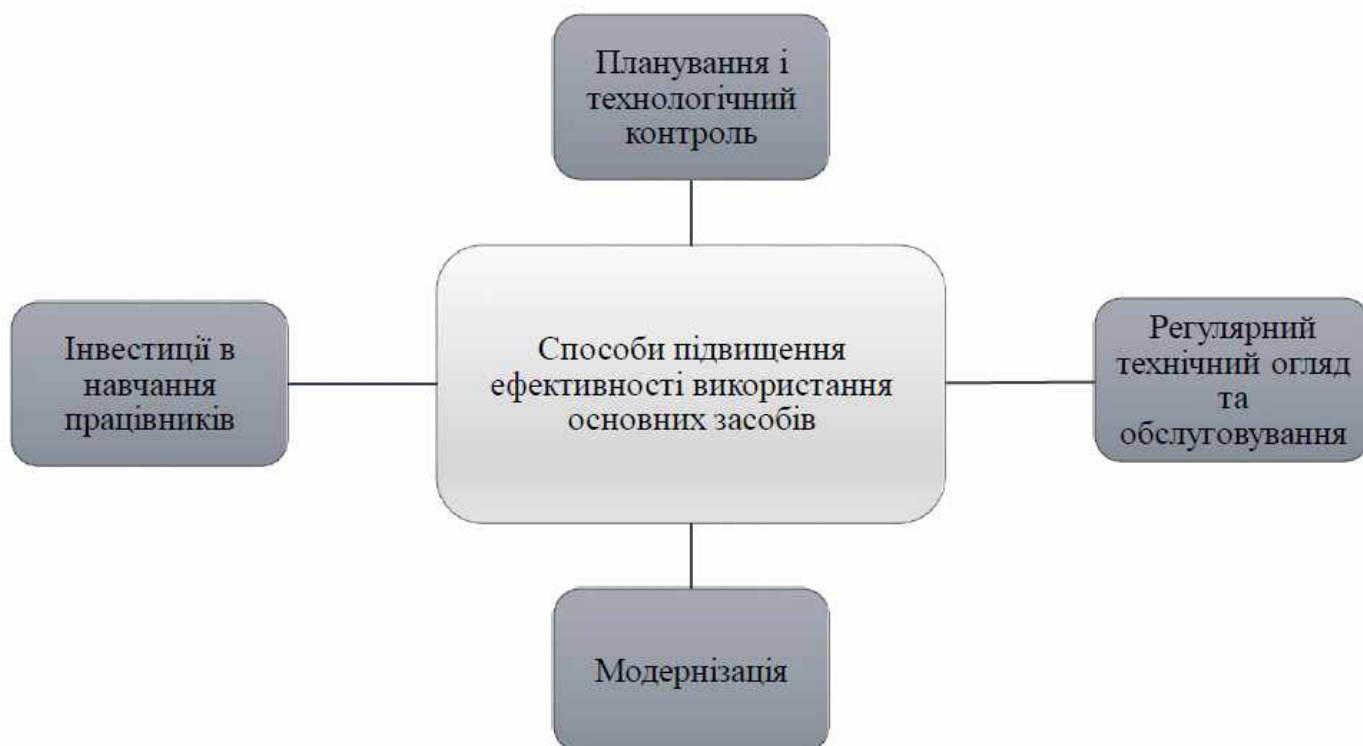 Планування і
технологічний
контроль
Інвестиції в
навчання
працівників
Способи підвищення
ефективності використання
основних засобів
Регулярний
технічний огляд
та
обслуговування
Модернізація